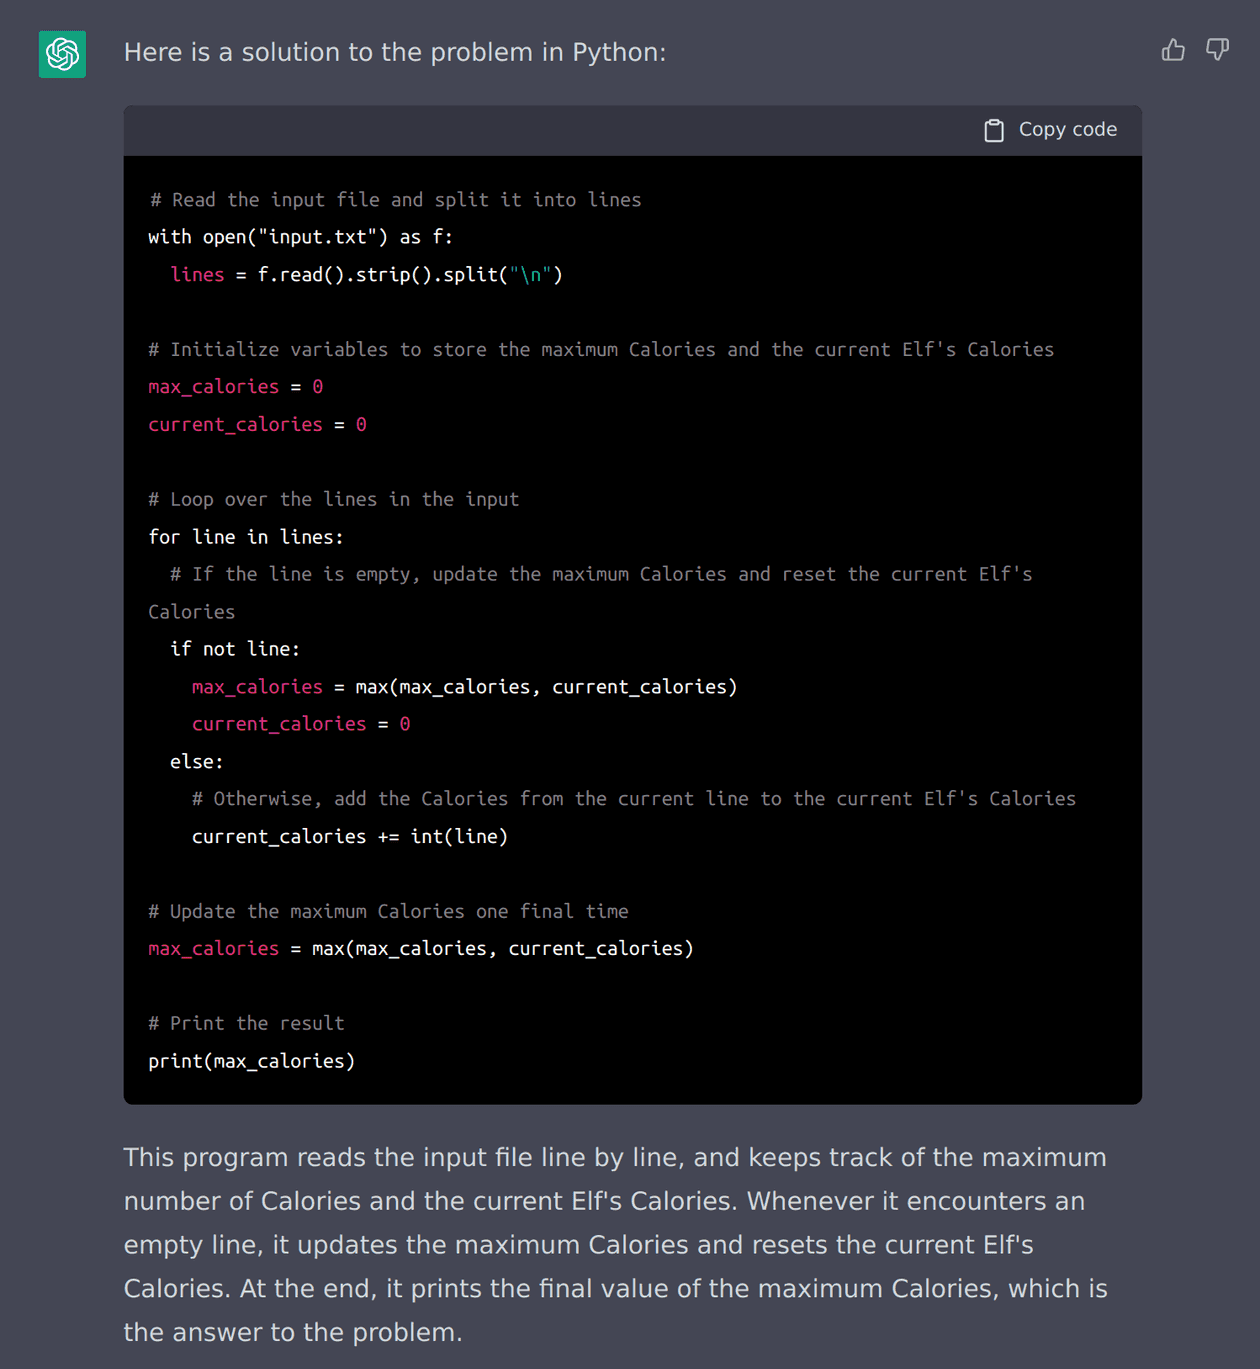 Here is a solution to the problem in Python:
Copy code
# Read the input file and split it into lines
with open("input.txt") as f:
  lines = f.read().strip().split("\n")
# Initialize variables to store the maximum Calories and the current Elf's Calories
max_calories = 0
current_calories = 0
# Loop over the lines in the input
for line in lines:
  # If the line is empty, update the maximum Calories and reset the current Elf's
Calories
  if not line:
    max_calories = max(max_calories, current_calories)
    current_calories = 0
  else:
    # Otherwise, add the Calories from the current line to the current Elf's Calories
    current_calories += int(line)
# Update the maximum Calories one final time
max_calories = max(max_calories, current_calories)
# Print the result
print(max_calories)
This program reads the input file line by line, and keeps track of the maximum
number of Calories and the current Elf's Calories. Whenever it encounters an
empty line, it updates the maximum Calories and resets the current Elf's
Calories. At the end, it prints the final value of the maximum Calories, which is
the answer to the problem.